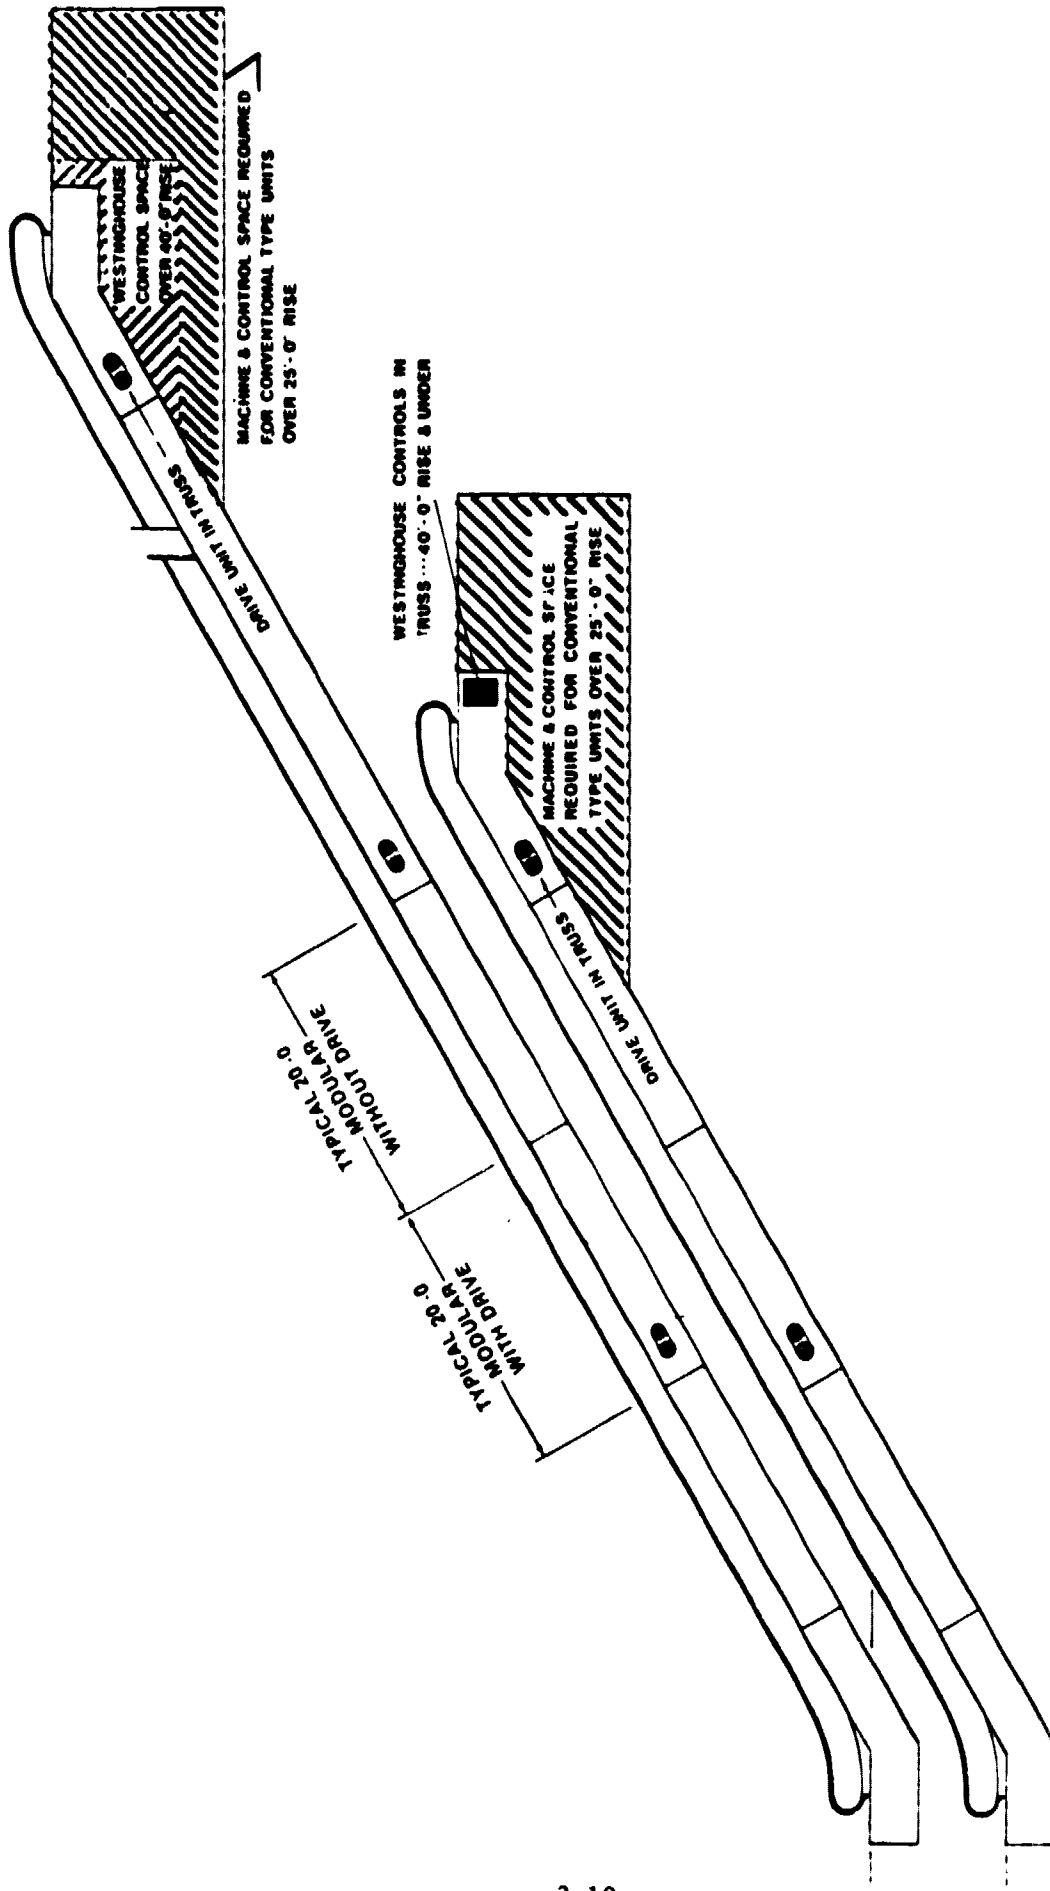 WESTINGHOUSE
CONTROL SPACE
OVER 40'-0" RISE
MACHINE & CONTROL SPACE REQUIRED
FOR CONVENTIONAL TYPE UNITS
OVER 25'-0" RISE
DRIVE UNIT IN TRUSS
WESTINGHOUSE CONTROLS IN
TRUSS...40'-0" RISE & UNDER
MACHINE & CONTROL SPACE
REQUIRED FOR CONVENTIONAL
TYPE UNITS OVER 25'-0" RISE
DRIVE UNIT IN TRUSS
TYPICAL 20-0
MODULAR
WITHOUT DRIVE
TYPICAL 20-0
MODULAR
WITH DRIVE